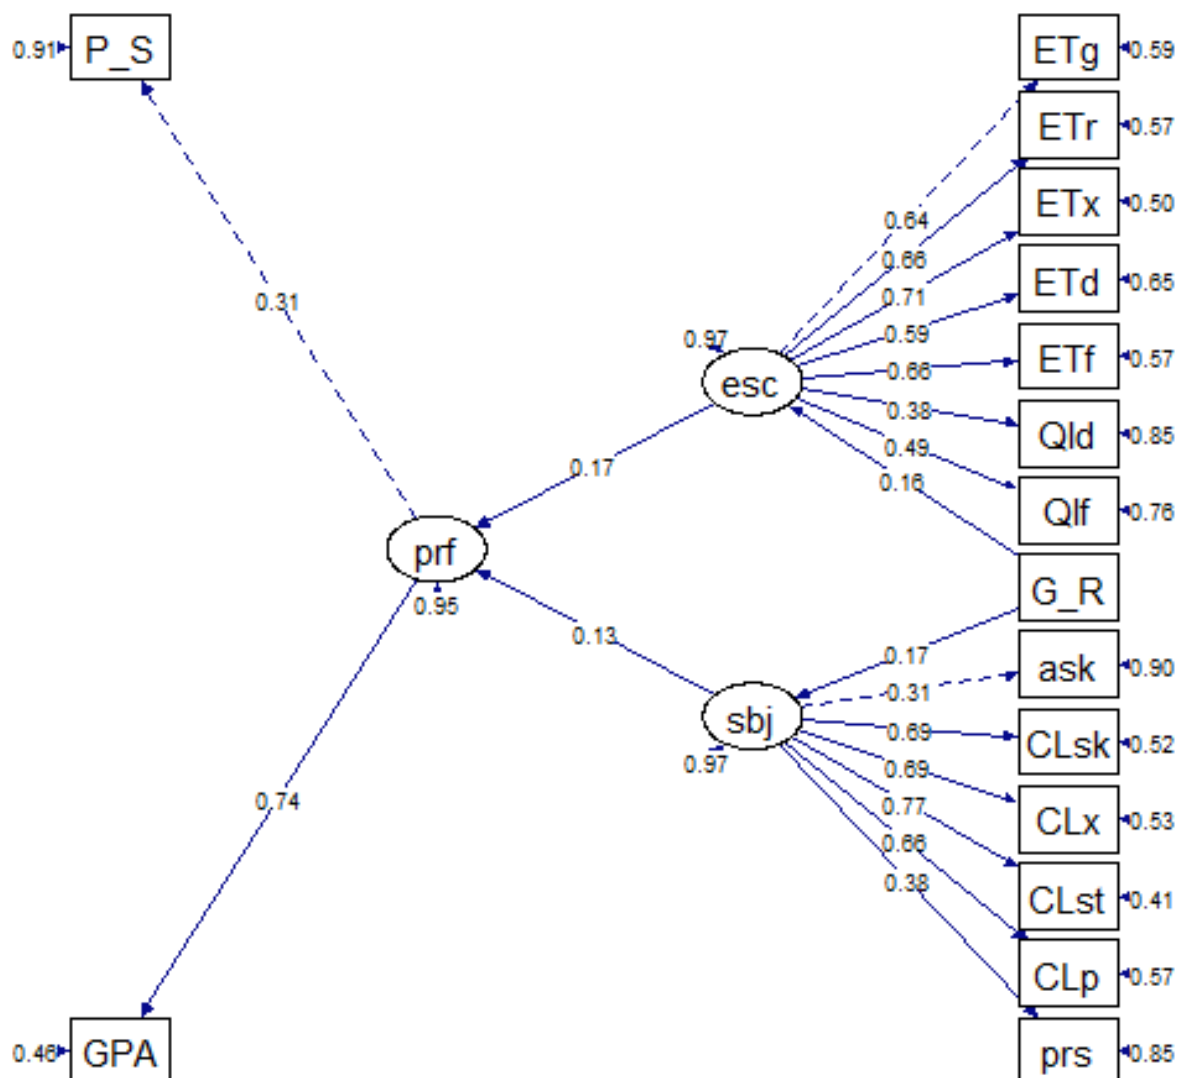 0.91
P_S
ETg
0.59
ETr
0.57
ETx
0.50
0.64
0.66
0.71
ETd
0.65
0.31
0.59
0.97
esc
0.66
ETf
0.57
0.38
Qld
0.85
0.49
0.17
0.16
Qlf
0.76
prf
0.95
G_R
0.13
0.17
ask
0.90
0.31
sbj
0.69
CLsk
0.52
0.97
0.69
0.77
CLx
0.53
0.74
0.66
0.38
CLst
0.41
CLp
0.57
0.46
GPA
prs
0.85